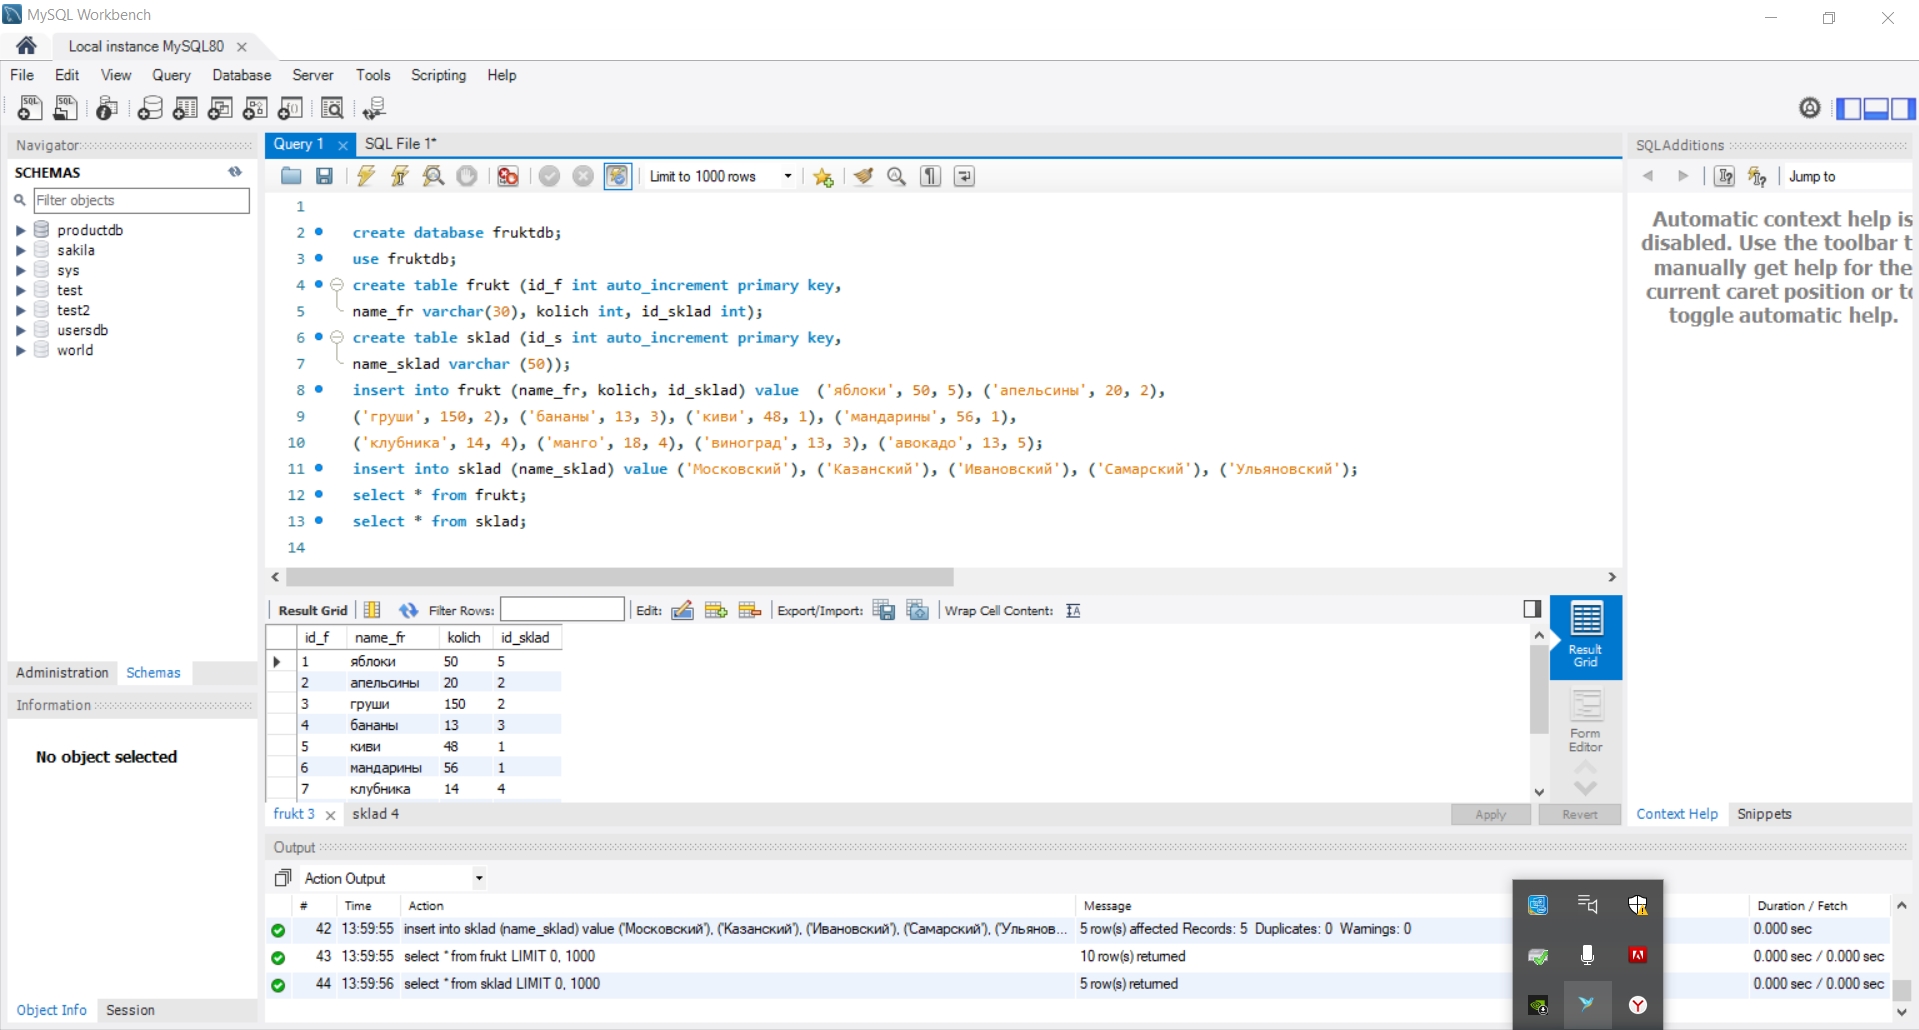 MySQL Workbench
Local instance MySQL80
File Edit View Query Database Server Tools Scripting Help
Navigator
SCHEMAS
Filter objects
productdb
sakila
sys
test
test2
usersdb
world
Administration Schemas
Information
No object selected
Object Info Session
Query 1 SQL File 1*
Limit to 1000 rows
1
2 create database fruktdb;
3 use fruktdb;
4 create table frukt (id_f int auto_increment primary key,
5 name_fr varchar(30), kolich int, id_sklad int);
6 create table sklad (id_s int auto_increment primary key,
7 name_sklad varchar (50));
8 insert into frukt (name_fr, kolich, id_sklad) value ('яблоки', 50, 5), ('апельсины', 20, 2),
9 ('груши', 150, 2), ('бананы', 13, 3), ('киви', 48, 1), ('мандарины', 56, 1),
10 ('клубника', 14, 4), ('манго', 18, 4), ('виноград', 13, 3), ('авокадо', 13, 5);
11 insert into sklad (name_sklad) value ('Московский'), ('Казанский'), ('Ивановский'), ('Самарский'), ('Ульяновский');
12 select * from frukt;
13 select * from sklad;
14
Result Grid Filter Rows: Edit: Export/Import: Wrap Cell Content:
id_f name_fr kolich id_sklad
1 яблоки 50 5
2 апельсины 20 2
3 груши 150 2
4 бананы 13 3
5 киви 48 1
6 мандарины 56 1
7 клубника 14 4
Result
Grid
Form
Editor
frukt 3 sklad 4
Apply Revert
SQLAdditions
Jump to
Automatic context help is
disabled. Use the toolbar t
manually get help for the
current caret position or to
toggle automatic help.
Context Help Snippets
Output
Action Output
# Time Action Message Duration / Fetch
42 13:59:55 insert into sklad (name_sklad) value ('Московский'), ('Казанский'), ('Ивановский'), ('Самарский'), ('Ульянов... 5 row(s) affected Records: 5 Duplicates: 0 Warnings: 0 0.000 sec
43 13:59:55 select * from frukt LIMIT 0, 1000 10 row(s) returned 0.000 sec / 0.000 sec
44 13:59:56 select * from sklad LIMIT 0, 1000 5 row(s) returned 0.000 sec / 0.000 sec